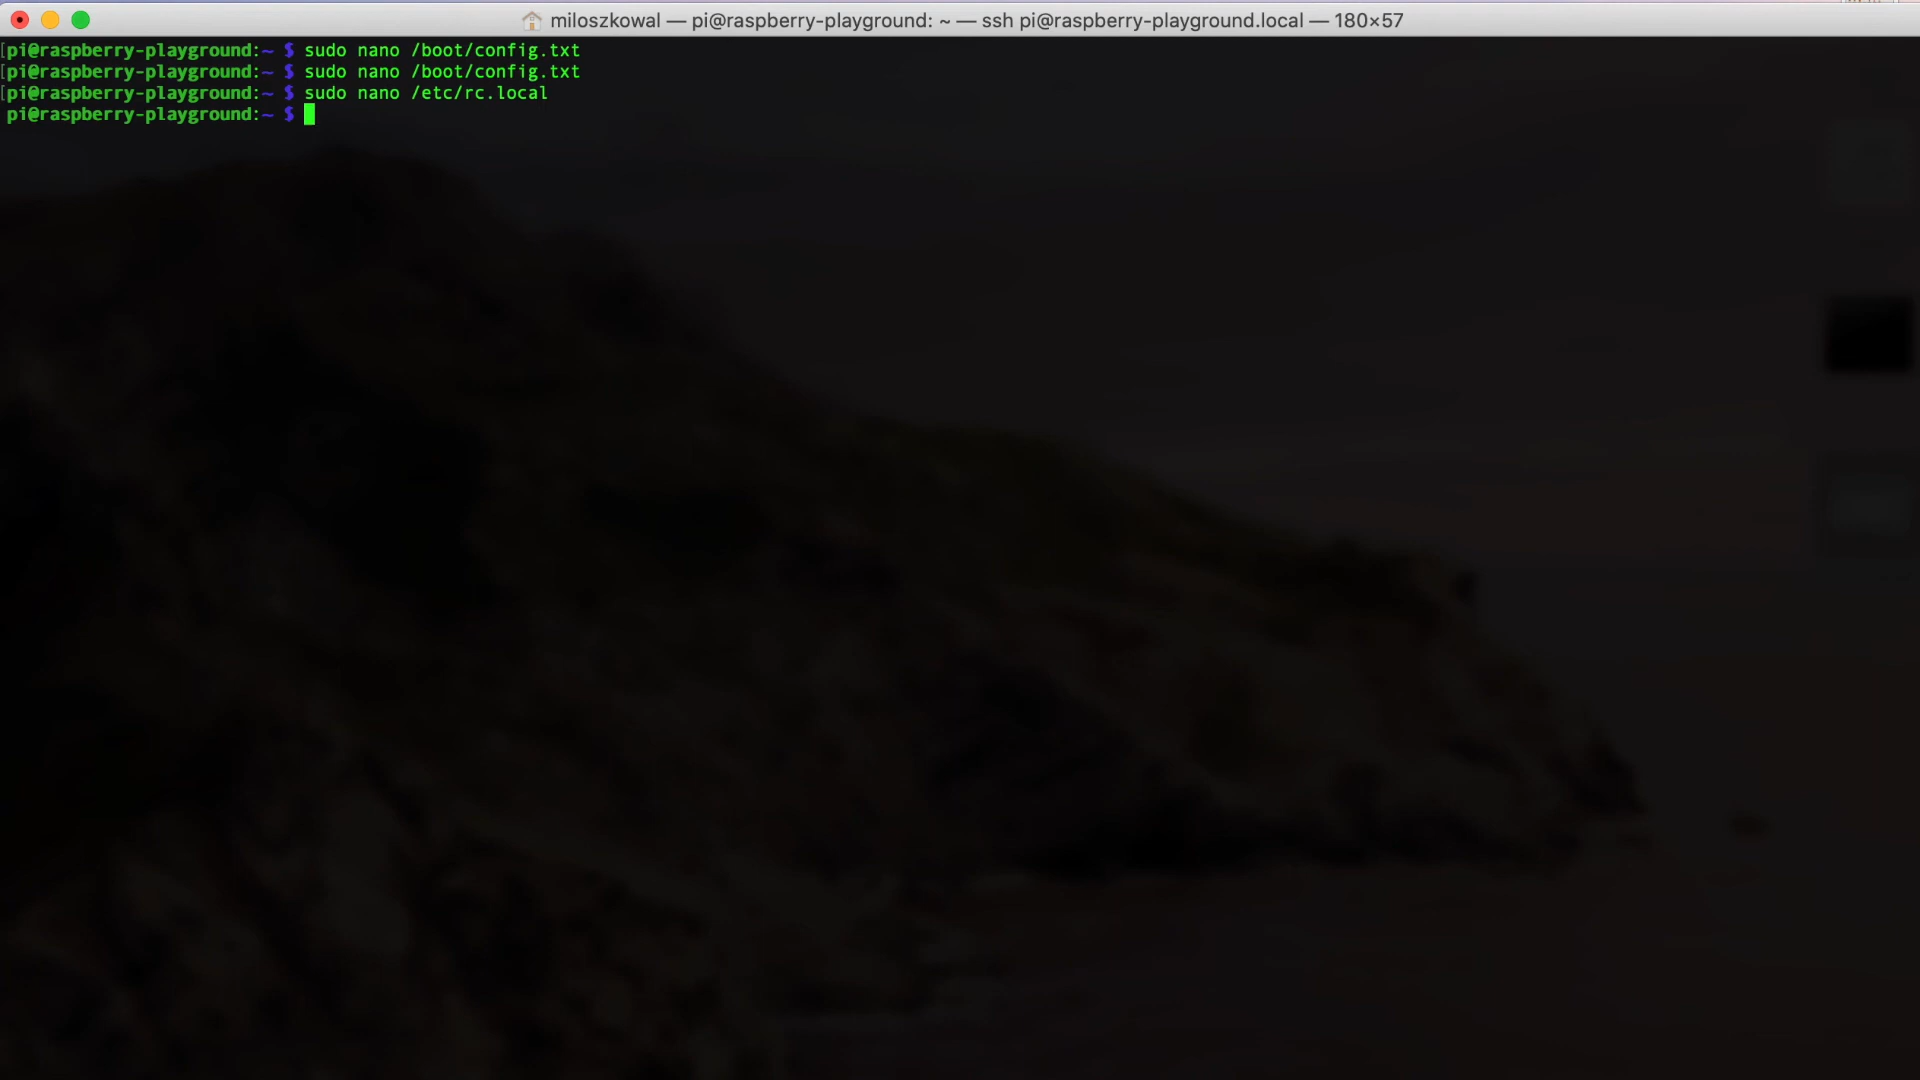 miloszkowal — pi@raspberry-playground: ~ — ssh pi@raspberry-playground.local — 180×57
[pi@raspberry-playground:~ $ sudo nano /boot/config.txt
[pi@raspberry-playground:~ $ sudo nano /boot/config.txt
[pi@raspberry-playground:~ $ sudo nano /etc/rc.local
pi@raspberry-playground:~ $